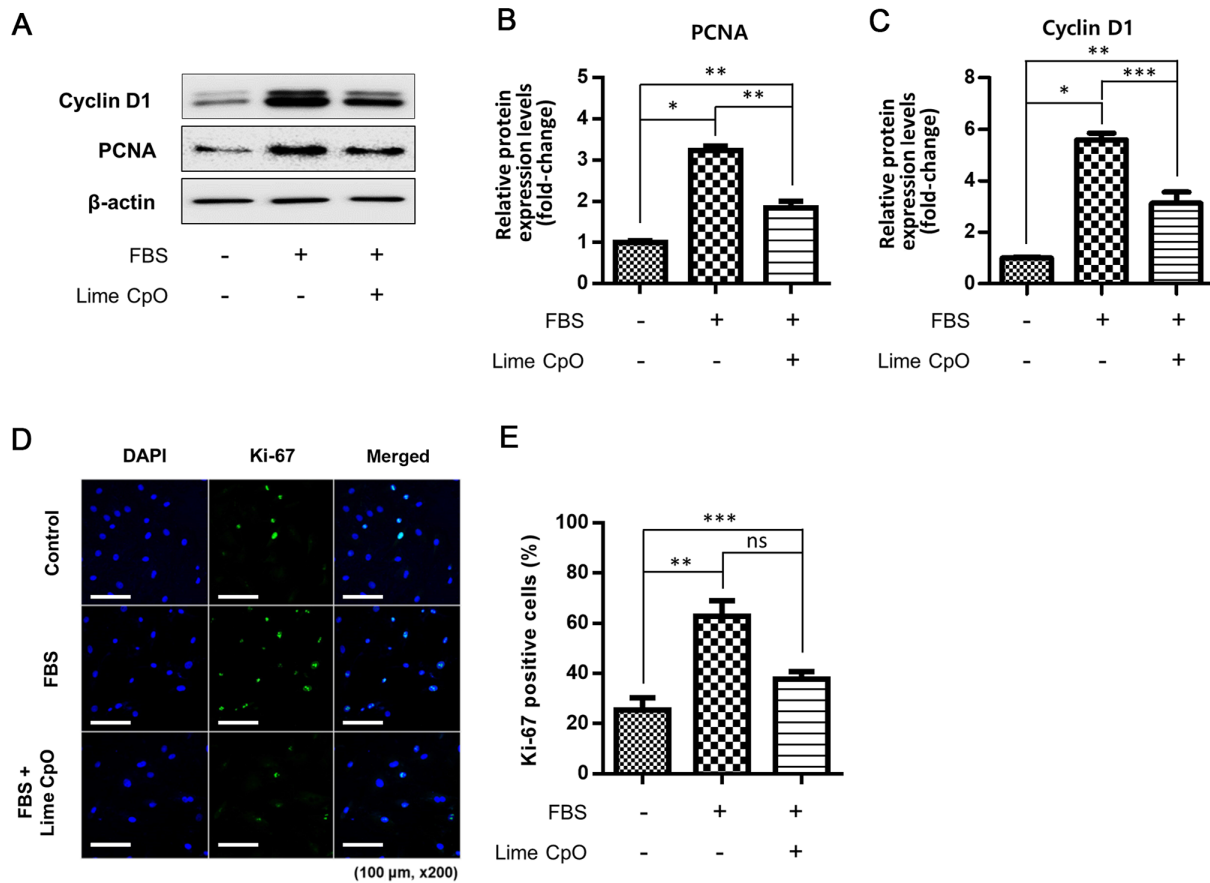 A
Cyclin D1
PCNA
β-actin
FBS - + +
Lime CpO - - +
B
PCNA
Relative protein
expression levels
(fold-change)
5
4
3
2
1
0
**
* **
FBS - + +
Lime CpO - - +
C
Cyclin D1
Relative protein
expression levels
(fold-change)
8
6
4
2
0
**
* ***
FBS - + +
Lime CpO - - +
D
DAPI Ki-67 Merged
Control
FBS
FBS +
Lime CpO
(100 μm, x200)
E
Ki-67 positive cells (%)
100
80
60
40
20
0
***
** ns
FBS - + +
Lime CpO - - +